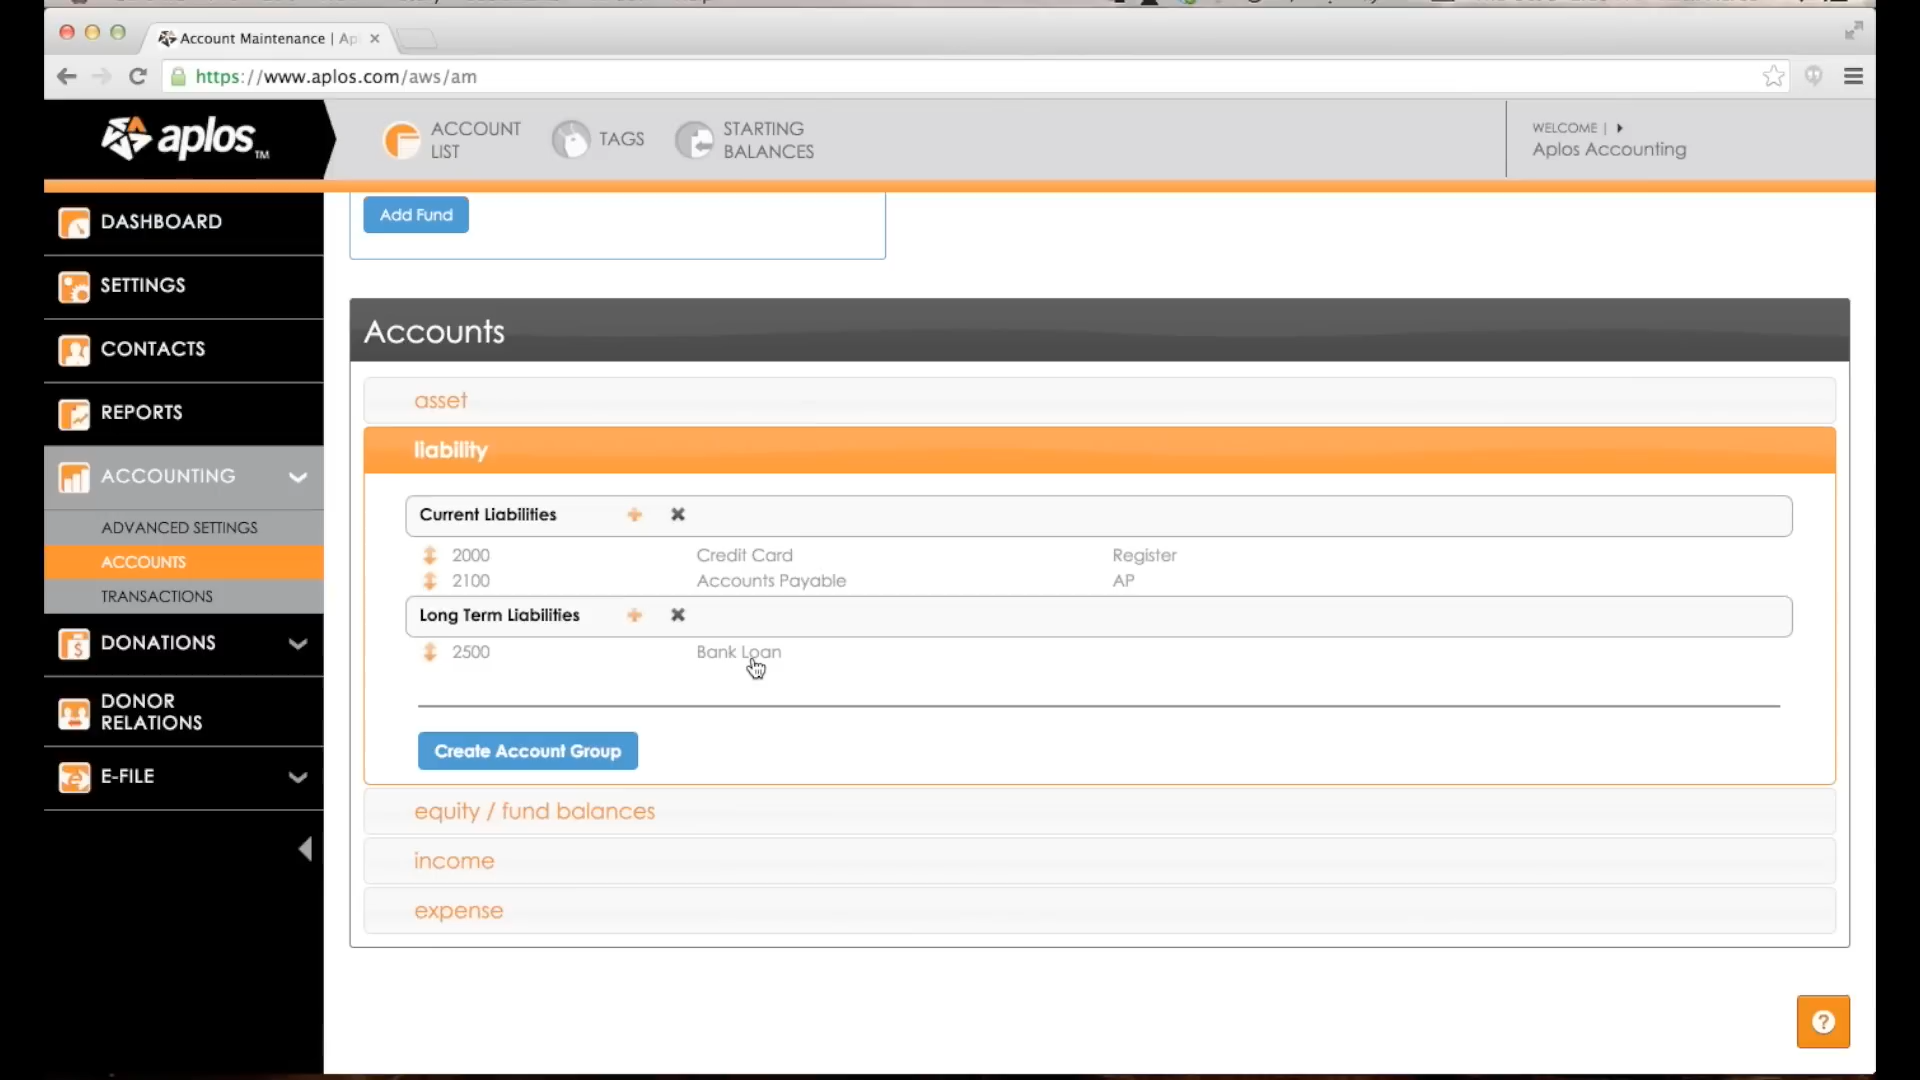 Account Maintenance | Ap
https://www.aplos.com/aws/am
aplos™
ACCOUNT
LIST
TAGS
STARTING
BALANCES
WELCOME |
Aplos Accounting
DASHBOARD
SETTINGS
CONTACTS
REPORTS
ACCOUNTING
ADVANCED SETTINGS
ACCOUNTS
TRANSACTIONS
DONATIONS
DONOR
RELATIONS
E-FILE
Add Fund
Accounts
asset
liability
Current Liabilities
2000 Credit Card Register
2100 Accounts Payable AP
Long Term Liabilities
2500 Bank Loan
Create Account Group
equity / fund balances
income
expense
?